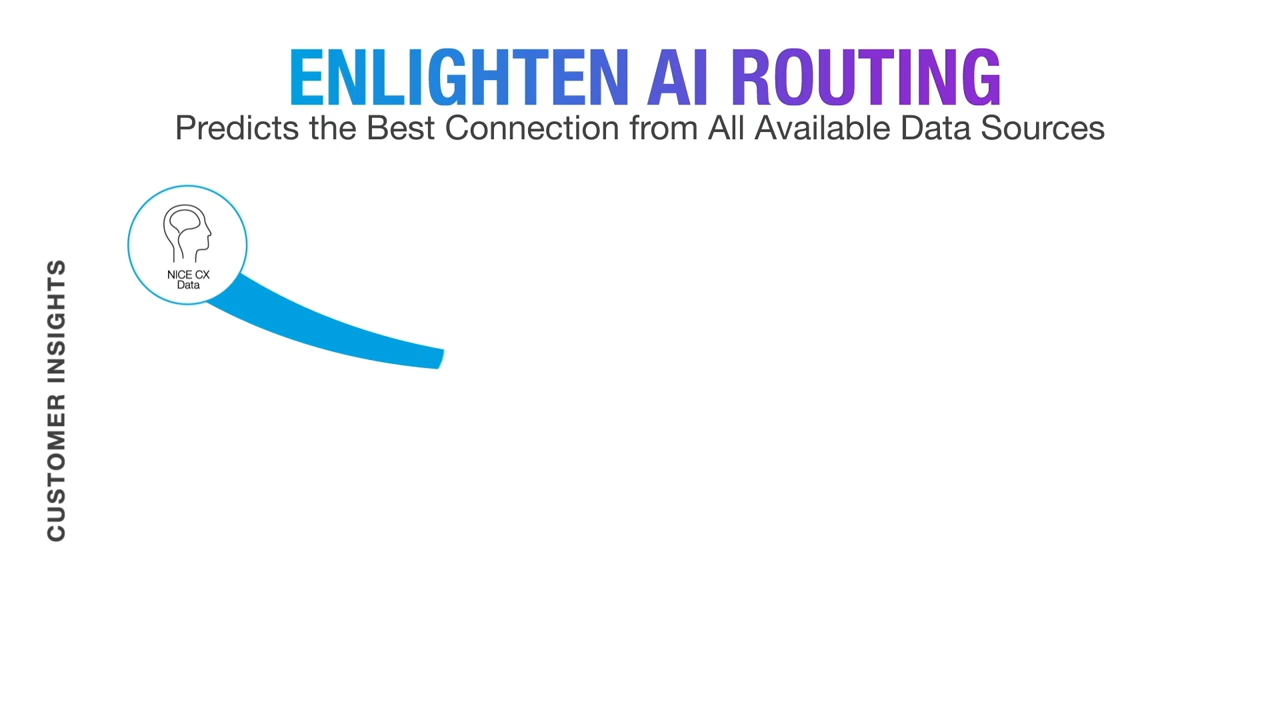 ENLIGHTEN AI ROUTING
Predicts the Best Connection from All Available Data Sources
NICE CX
Data
CUSTOMER INSIGHTS